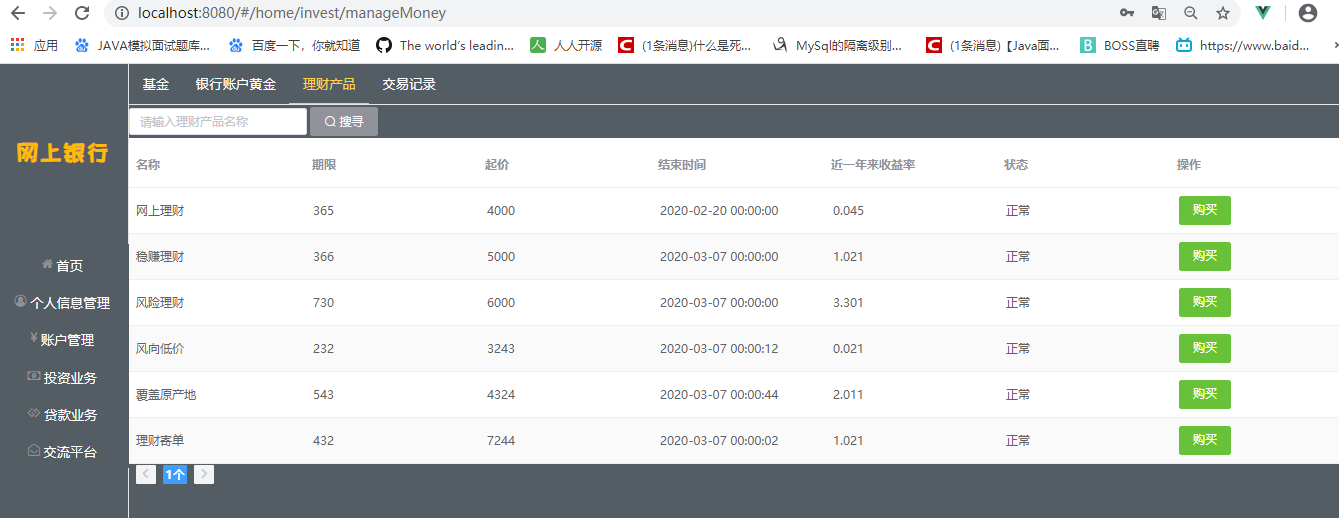 localhost:8080/#/home/invest/manageMoney
应用 JAVA模拟面试题库... 百度一下，你就知道 The world's leadin... 人人开源 (1条消息)什么是死... MySql的隔离级别... (1条消息)【Java面... BOSS直聘 https://www.baid...
基金 银行账户黄金 理财产品 交易记录
请输入理财产品名称 搜寻
网上银行
首页
个人信息管理
账户管理
投资业务
贷款业务
交流平台
名称 期限 起价 结束时间 近一年来收益率 状态 操作
网上理财 365 4000 2020-02-20 00:00:00 0.045 正常 购买
稳赚理财 366 5000 2020-03-07 00:00:00 1.021 正常 购买
风险理财 730 6000 2020-03-07 00:00:00 3.301 正常 购买
风向低价 232 3243 2020-03-07 00:00:12 0.021 正常 购买
覆盖原产地 543 4324 2020-03-07 00:00:44 2.011 正常 购买
理财寄单 432 7244 2020-03-07 00:00:02 1.021 正常 购买
1个